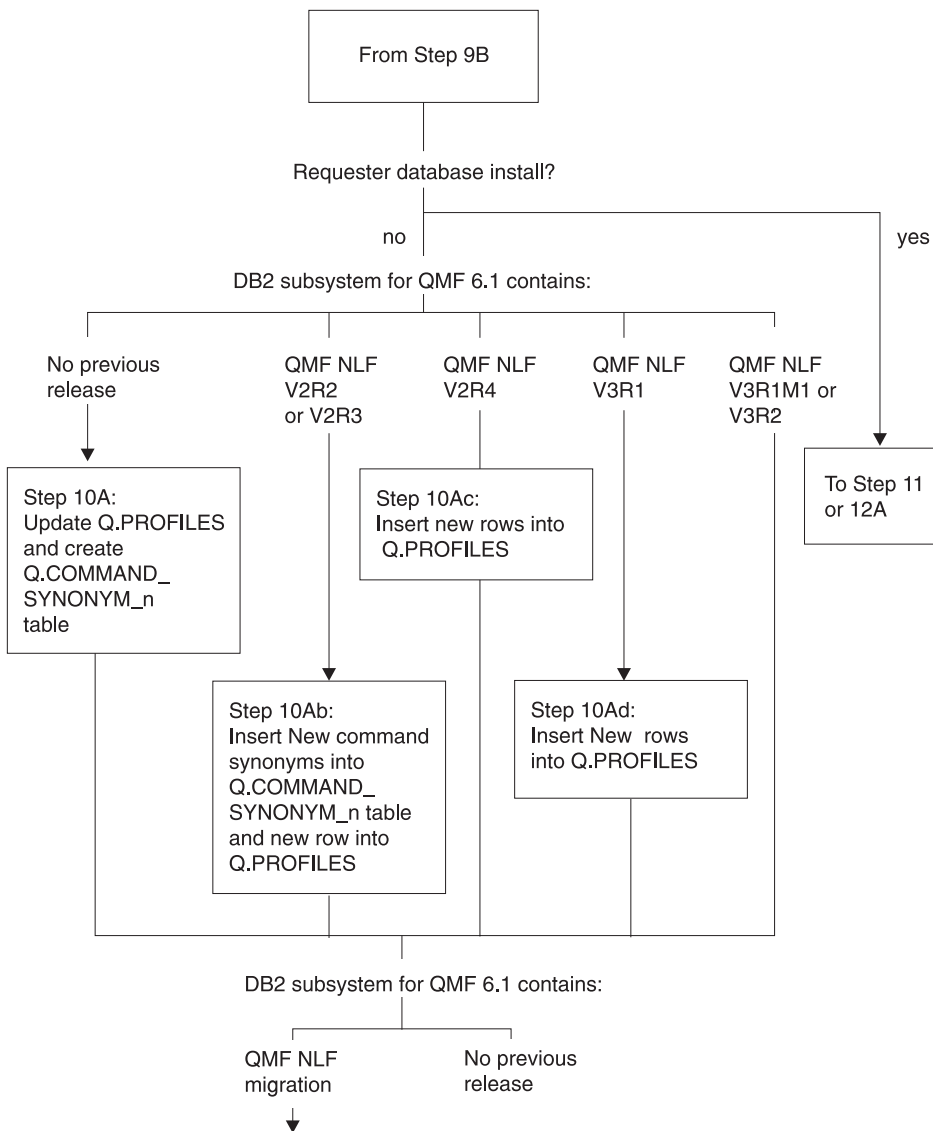 From Step 9B
Requester database install?
no
yes
DB2 subsystem for QMF 6.1 contains:
No previous
release
QMF NLF
V2R2
or V2R3
QMF NLF
V2R4
QMF NLF
V3R1
QMF NLF
V3R1M1 or
V3R2
Step 10A:
Update Q.PROFILES
and create
Q.COMMAND_
SYNONYM_n
table
Step 10Ac:
Insert new rows into
Q.PROFILES
To Step 11
or 12A
Step 10Ab:
Insert New command
synonyms into
Q.COMMAND_
SYNONYM_n table
and new row into
Q.PROFILES
Step 10Ad:
Insert New rows
into Q.PROFILES
DB2 subsystem for QMF 6.1 contains:
QMF NLF
migration
No previous
release